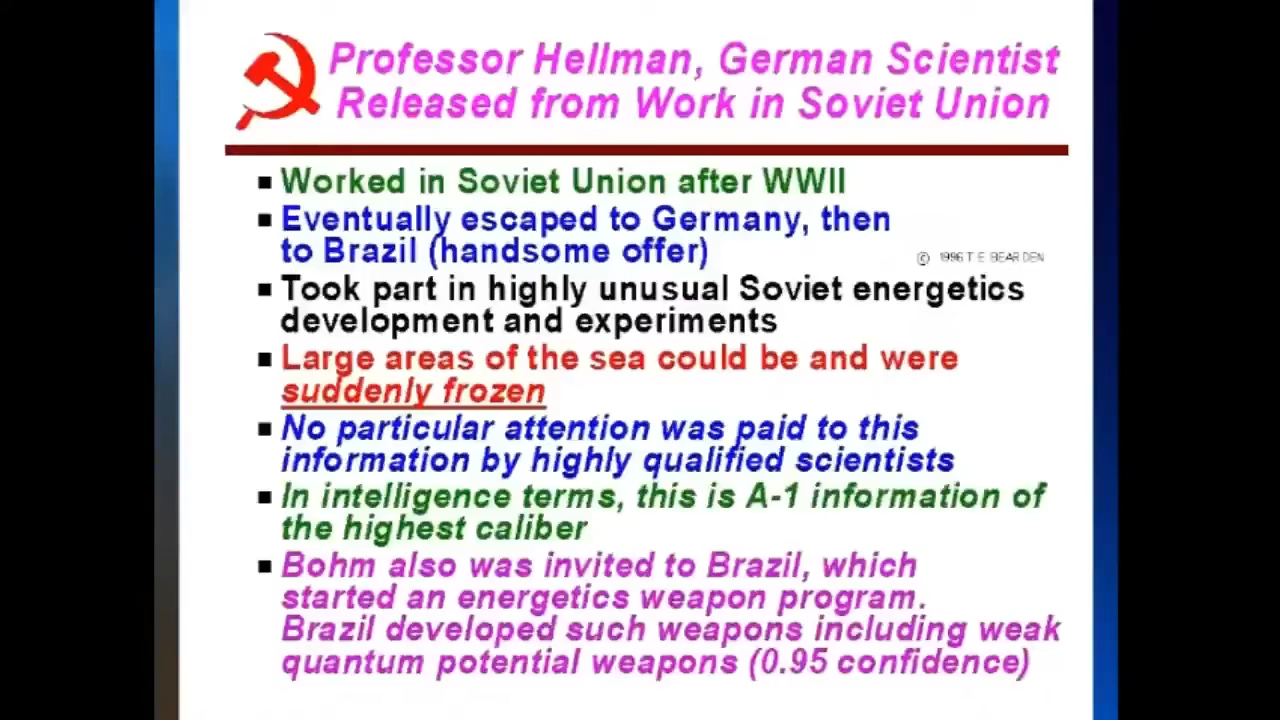 Professor Hellman, German Scientist
Released from Work in Soviet Union
Worked in Soviet Union after WWII
Eventually escaped to Germany, then
to Brazil (handsome offer)
© 1996 T E BEARDEN
Took part in highly unusual Soviet energetics
development and experiments
Large areas of the sea could be and were
suddenly frozen
No particular attention was paid to this
information by highly qualified scientists
In intelligence terms, this is A-1 information of
the highest caliber
Bohm also was invited to Brazil, which
started an energetics weapon program.
Brazil developed such weapons including weak
quantum potential weapons (0.95 confidence)